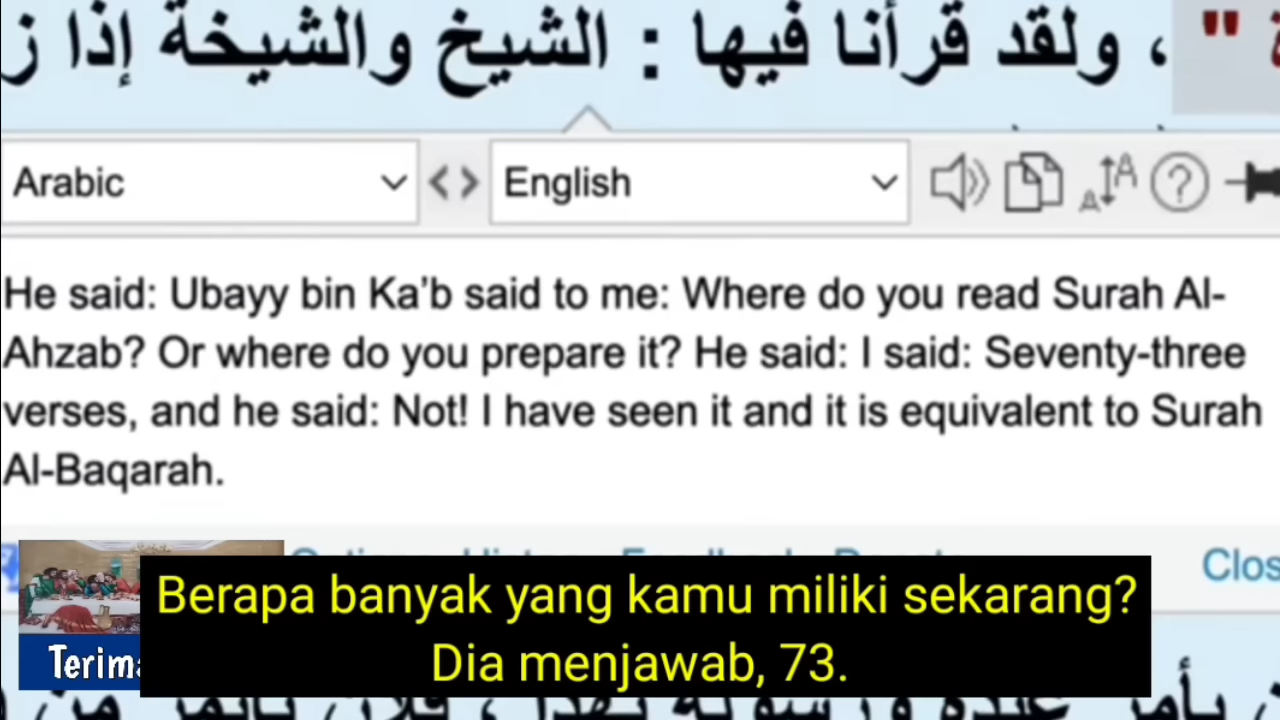 " ، ولقد قرأنا فيها : الشيخ والشيخة إذا
Arabic English
He said: Ubayy bin Ka'b said to me: Where do you read Surah Al-
Ahzab? Or where do you prepare it? He said: I said: Seventy-three
verses, and he said: Not! I have seen it and it is equivalent to Surah
Al-Baqarah.
Berapa banyak yang kamu miliki sekarang?
Dia menjawab, 73.